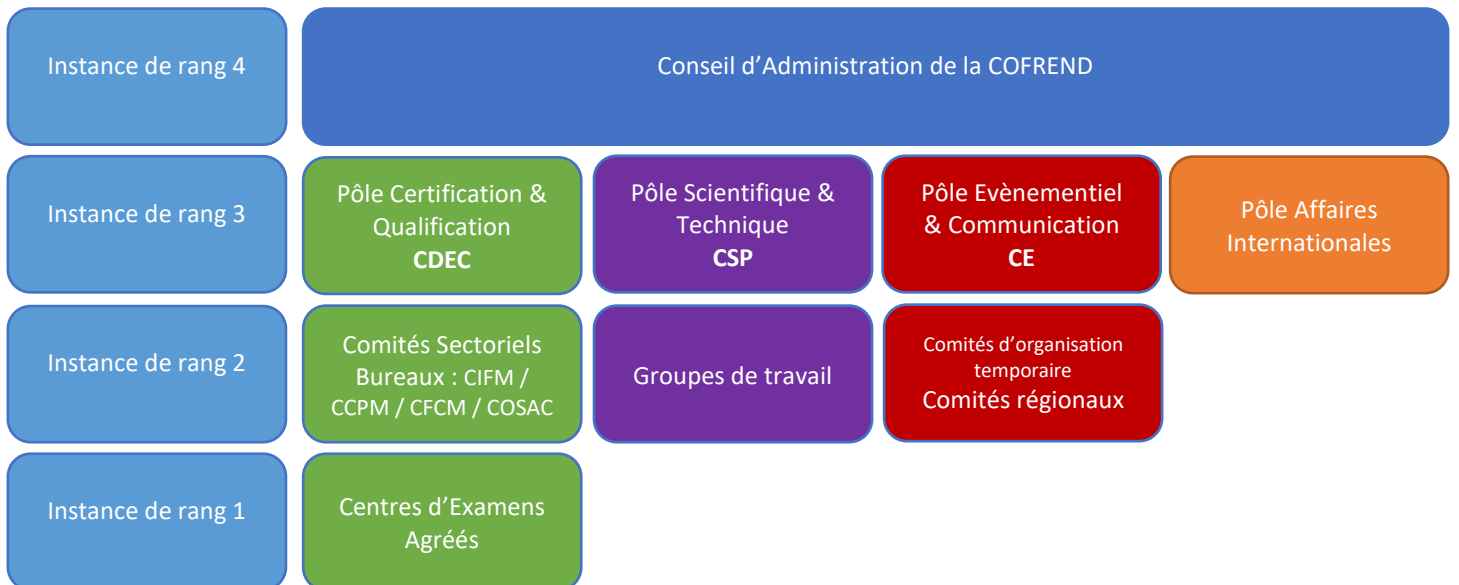 Instance de rang 4
Conseil d’Administration de la COFREND
Instance de rang 3
Pôle Certification &
Qualification
CDEC
Pôle Scientifique &
Technique
CSP
Pôle Evènementiel
& Communication
CE
Pôle Affaires
Internationales
Instance de rang 2
Comités Sectoriels
Bureaux : CIFM /
CCPM / CFCM / COSAC
Groupes de travail
Comités d’organisation
temporaire
Comités régionaux
Instance de rang 1
Centres d’Examens
Agréés